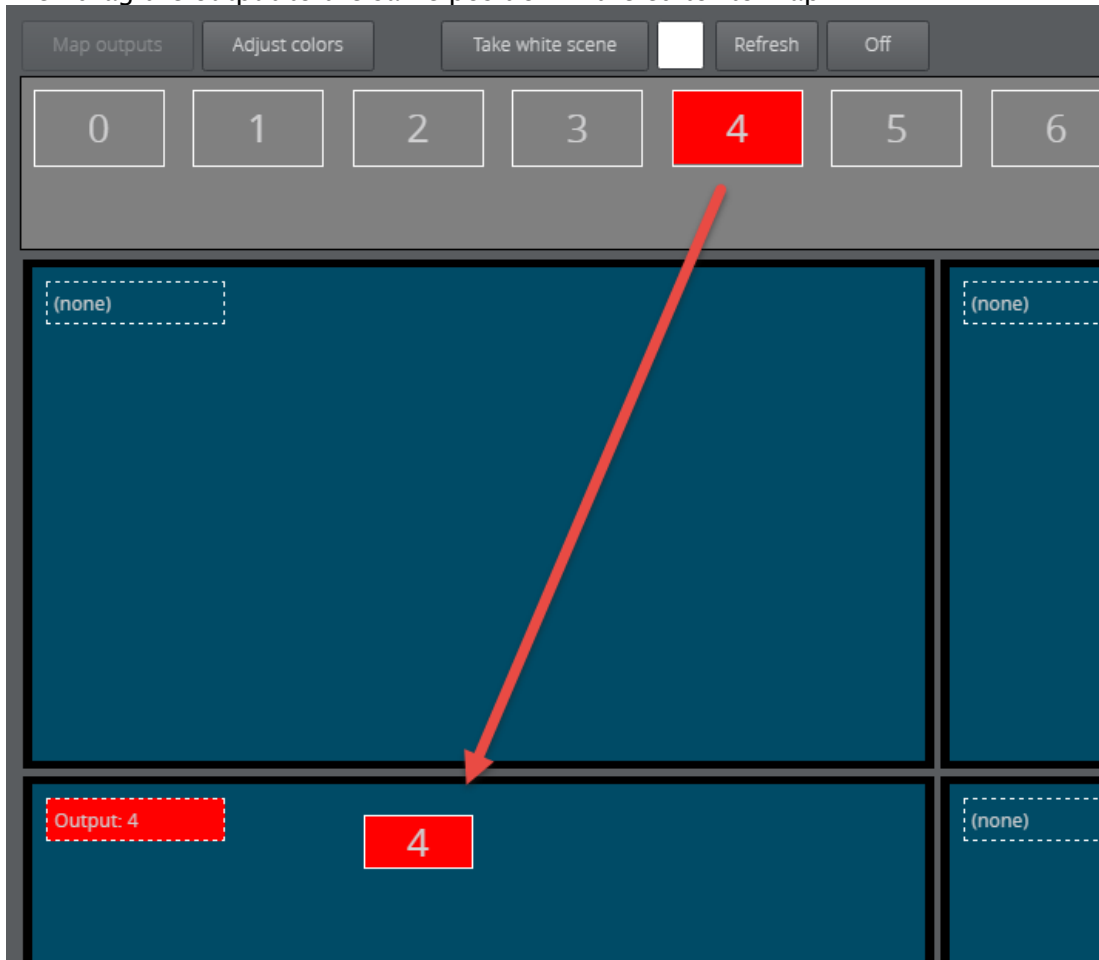 Map outputs Adjust colors Take white scene Refresh Off
0 1 2 3 4 5 6
(none) (none)
Output: 4 4 (none)